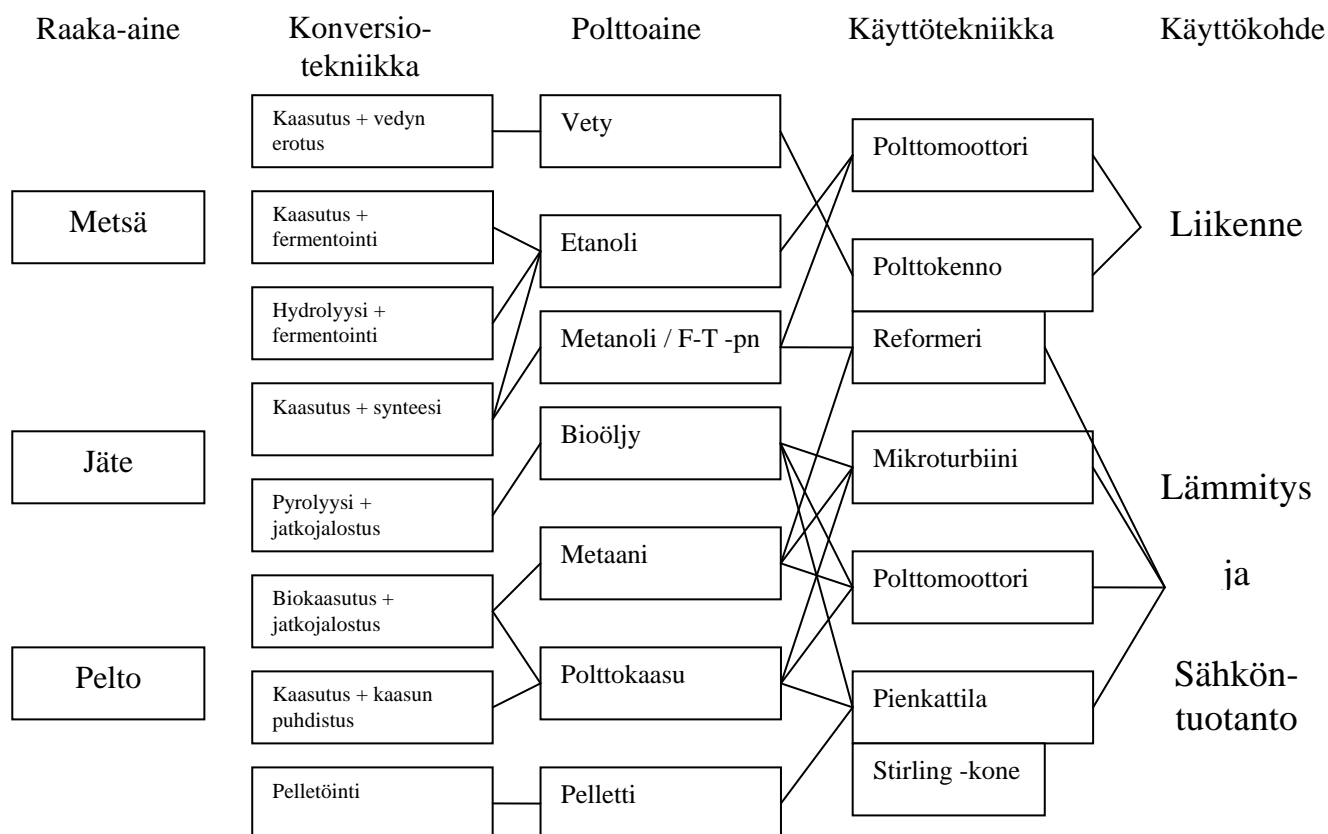 Raaka-aine
Konversio-
tekniikka
Polttoaine
Käyttötekniikka
Käyttökohde
Metsä
Jäte
Pelto
Kaasutus + vedyn
erotus
Kaasutus +
fermentointi
Hydrolyysi +
fermentointi
Kaasutus + synteesi
Pyrolyysi +
jatkojalostus
Biokaasutus +
jatkojalostus
Kaasutus + kaasun
puhdistus
Pelletöinti
Vety
Etanoli
Metanoli / F-T -pn
Bioöljy
Metaani
Polttokaasu
Pelletti
Polttomoottori
Polttokenno
Reformeri
Mikroturbiini
Polttomoottori
Pienkattila
Stirling -kone
Liikenne
Lämmitys
ja
Sähkön-
tuotanto